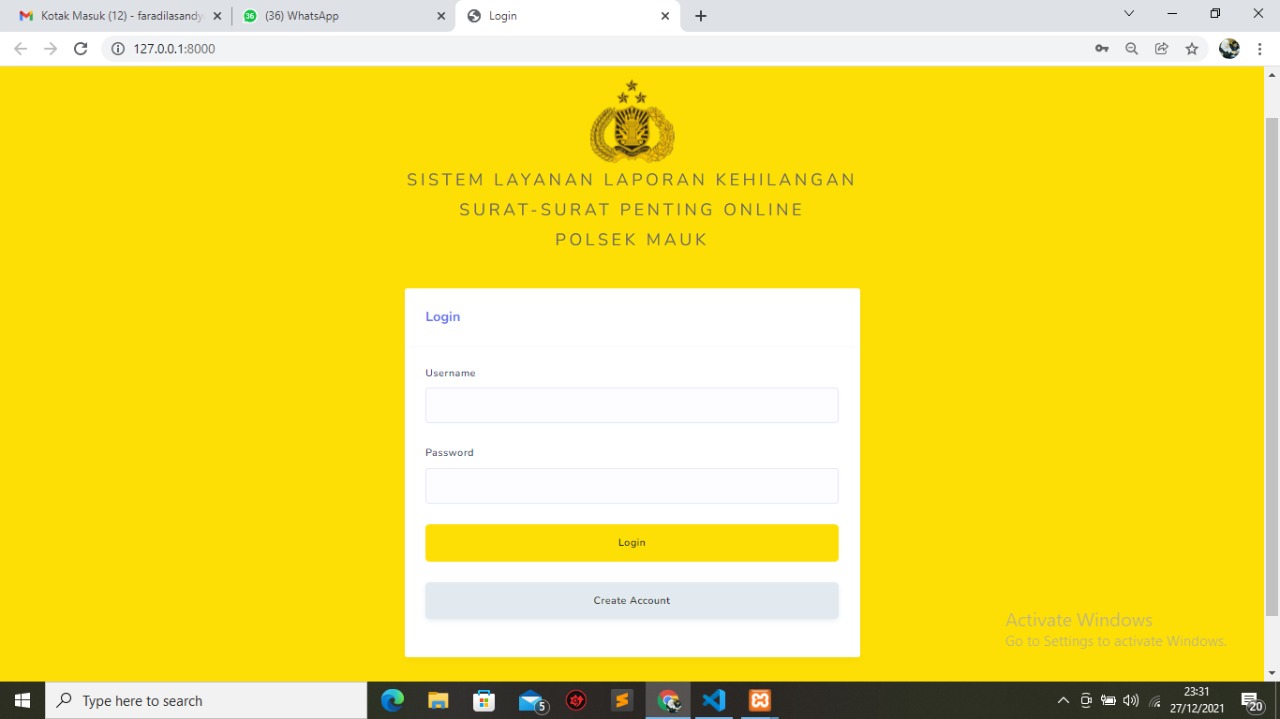 Kotak Masuk (12) - faradilasandy
(36) WhatsApp
Login
127.0.0.1:8000
SISTEM LAYANAN LAPORAN KEHILANGAN
SURAT-SURAT PENTING ONLINE
POLSEK MAUK
Login
Username
Password
Login
Create Account
Activate Windows
Go to Settings to activate Windows.
Type here to search
5
23:31
27/12/2021
20